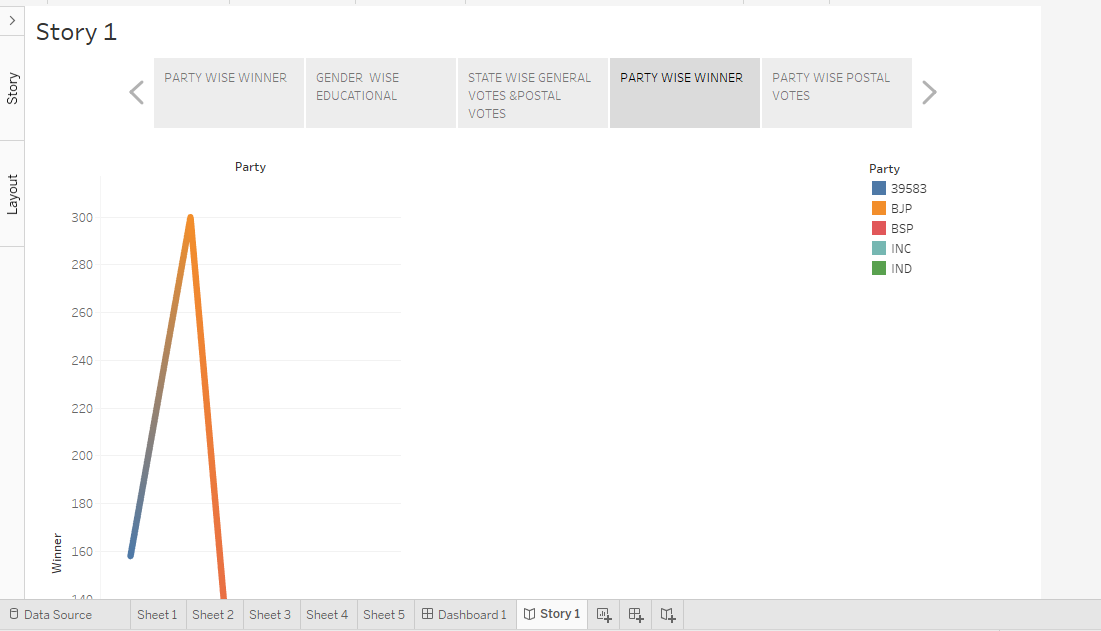 Story 1
Story
Layout
PARTY WISE WINNER
GENDER WISE
EDUCATIONAL
STATE WISE GENERAL
VOTES &POSTAL
VOTES
PARTY WISE WINNER
PARTY WISE POSTAL
VOTES
Party
300
280
260
240
220
200
180
160
140
Winner
Party
39583
BJP
BSP
INC
IND
Data Source
Sheet 1
Sheet 2
Sheet 3
Sheet 4
Sheet 5
Dashboard 1
Story 1